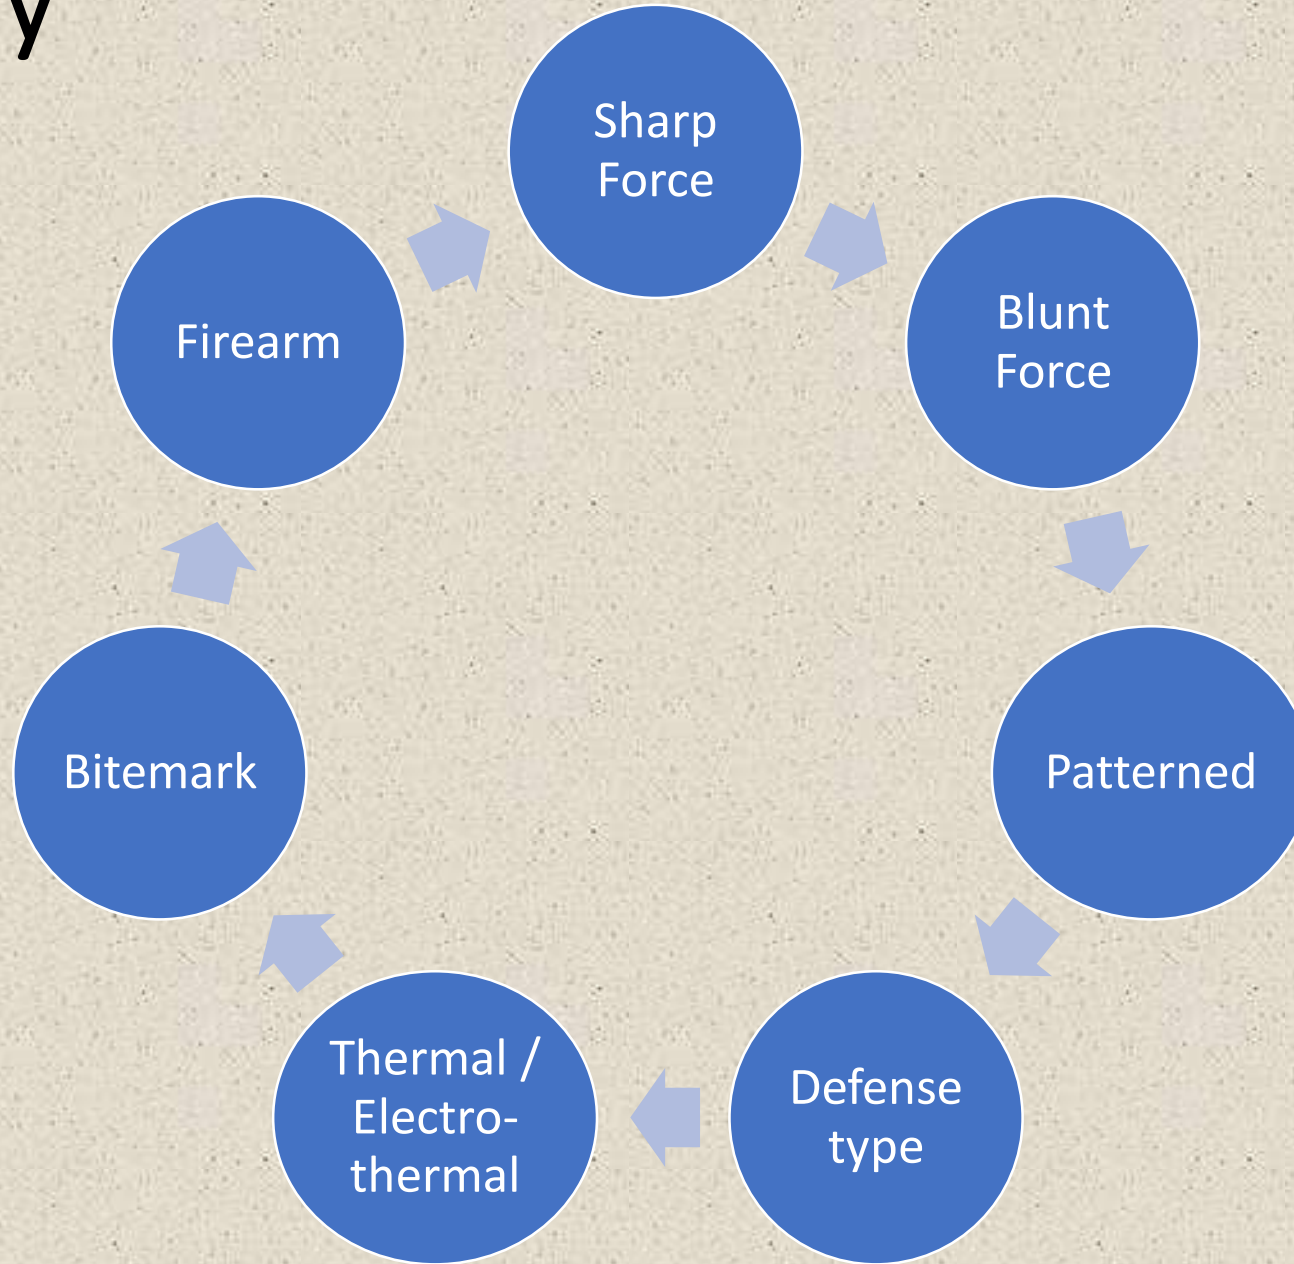 y
Sharp
Force
Blunt
Force
Patterned
Defense
type
Thermal /
Electro-
thermal
Bitemark
Firearm